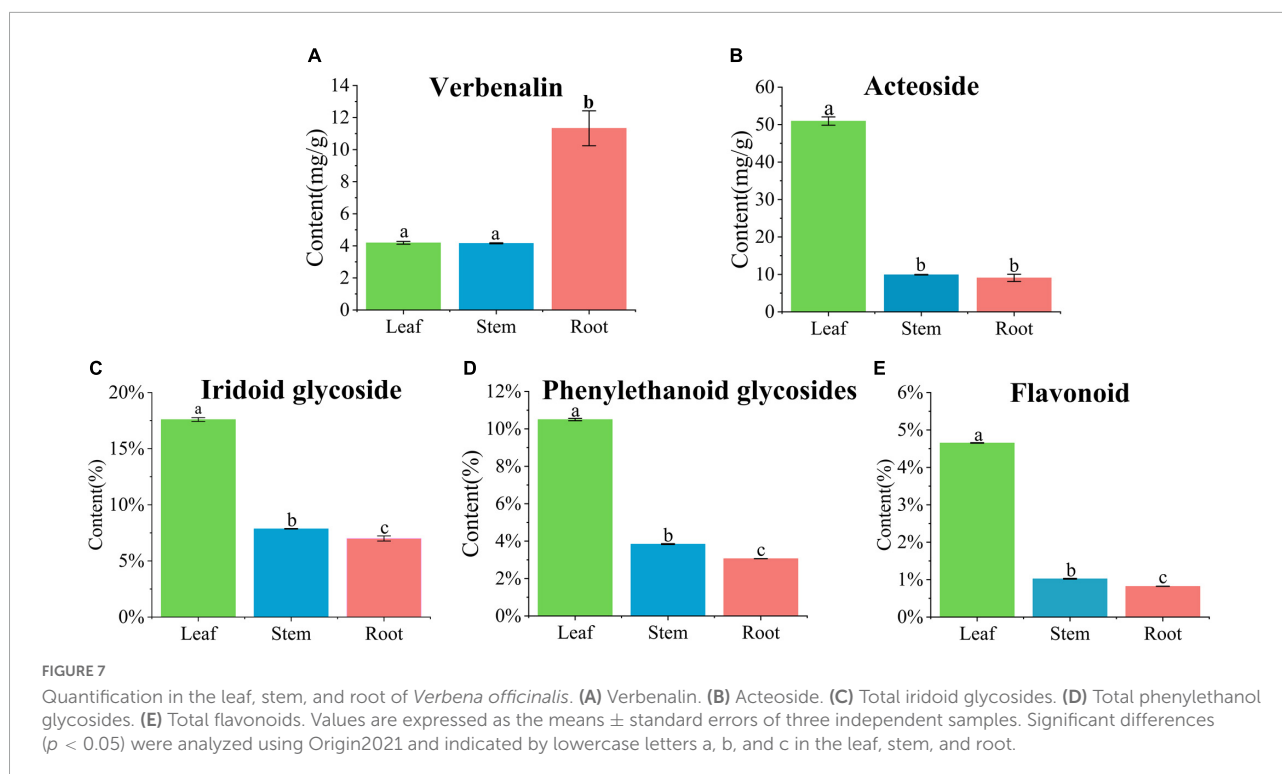 A
Verbenalin
b
a
a
Content(mg/g)
14
12
10
8
6
4
2
0
Leaf Stem Root
B
Acteoside
a
b
b
Content(mg/g)
60
50
40
30
20
10
0
Leaf Stem Root
C
Iridoid glycoside
a
b
c
Content(%)
20%
15%
10%
5%
0%
Leaf Stem Root
D
Phenylethanoid glycosides
a
b
c
Content(%)
12%
10%
8%
6%
4%
2%
0%
Leaf Stem Root
E
Flavonoid
a
b
c
Content(%)
6%
5%
4%
3%
2%
1%
0%
Leaf Stem Root
FIGURE 7
Quantification in the leaf, stem, and root of Verbena officinalis. (A) Verbenalin. (B) Acteoside. (C) Total iridoid glycosides. (D) Total phenylethanol
glycosides. (E) Total flavonoids. Values are expressed as the means ± standard errors of three independent samples. Significant differences
(p < 0.05) were analyzed using Origin2021 and indicated by lowercase letters a, b, and c in the leaf, stem, and root.